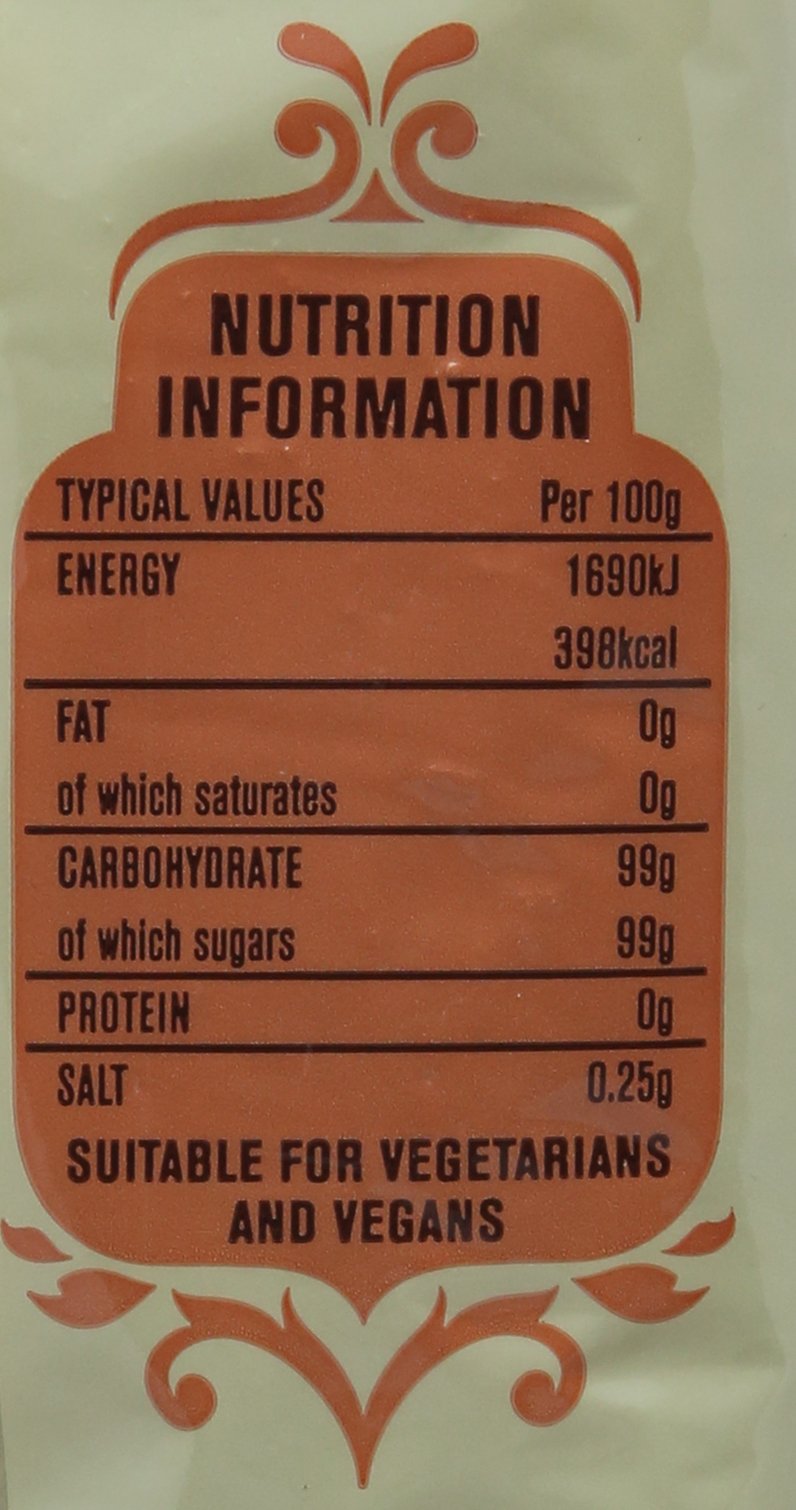 NUTRITION
INFORMATION
TYPICAL VALUES Per 100g
ENERGY 1690kJ
398kcal
FAT 0g
of which saturates 0g
CARBOHYDRATE 99g
of which sugars 99g
PROTEIN 0g
SALT 0.25g
SUITABLE FOR VEGETARIANS
AND VEGANS